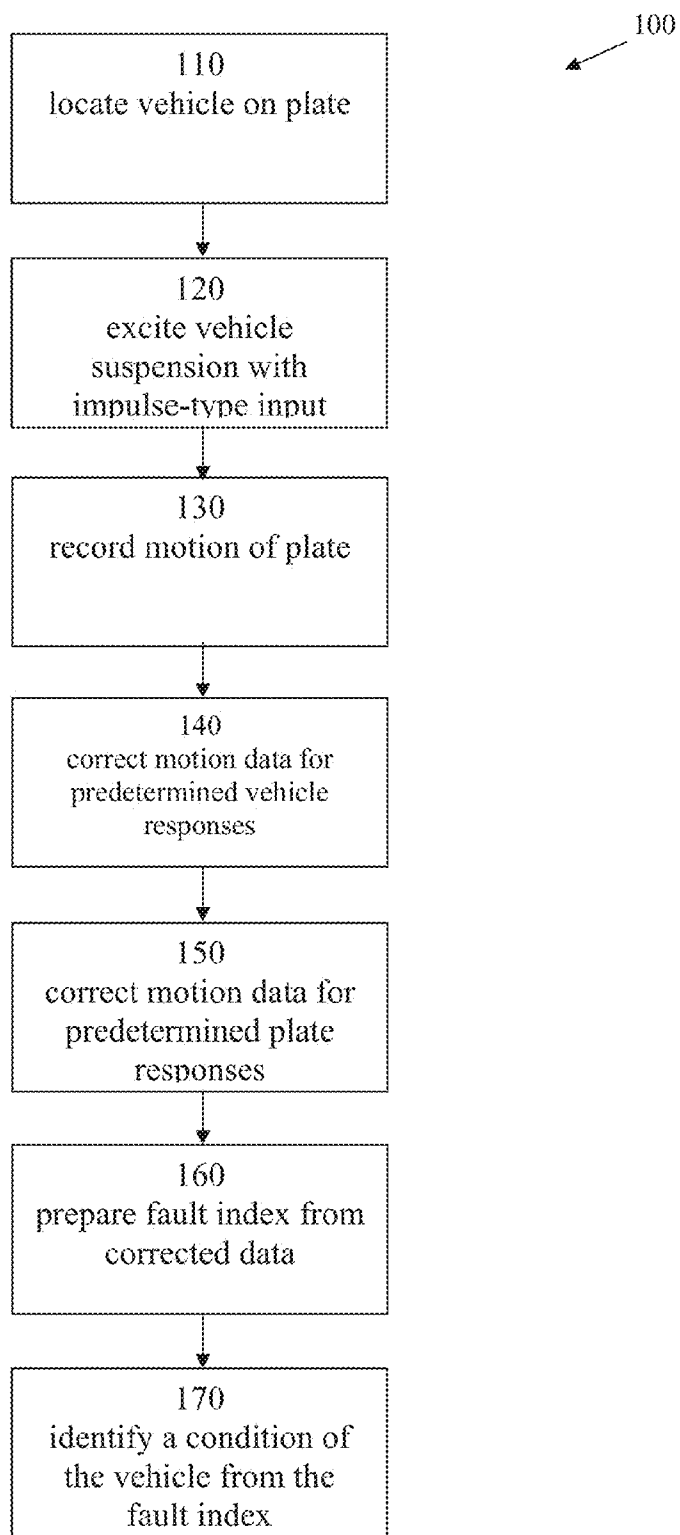 100
110
locate vehicle on plate
120
excite vehicle
suspension with
impulse-type input
130
record motion of plate
140
correct motion data for
predetermined vehicle
responses
150
correct motion data for
predetermined plate
responses
160
prepare fault index from
corrected data
170
identify a condition of
the vehicle from the
fault index